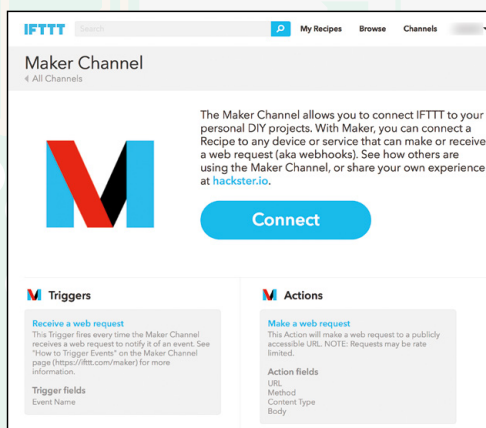 IFTTT Search My Recipes Browse Channels
Maker Channel
All Channels
The Maker Channel allows you to connect IFTTT to your
personal DIY projects. With Maker, you can connect a
Recipe to any device or service that can make or receive
a web request (aka webhooks). See how others are
using the Maker Channel, or share your own experience
at hackster.io.
Connect
Triggers
Receive a web request
This Trigger fires every time the Maker Channel
receives a web request to notify it of an event. See
"How to Trigger Events" on the Maker Channel
page (https://ifttt.com/maker) for more
information.
Trigger fields
Event Name
Actions
Make a web request
This Action will make a web request to a publicly
accessible URL. NOTE: Requests may be rate
limited.
Action fields
URL
Method
Content Type
Body